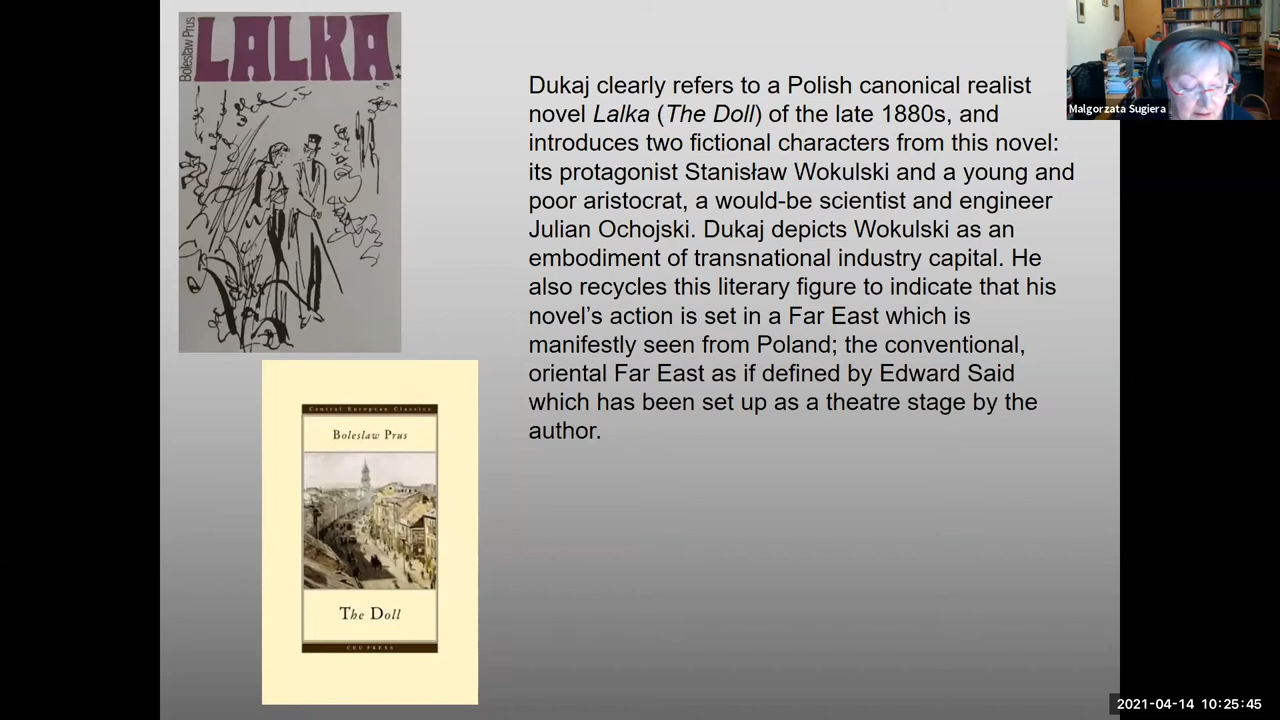 Bolesław Prus
LALKA
Dukaj clearly refers to a Polish canonical realist
novel Lalka (The Doll) of the late 1880s, and
introduces two fictional characters from this novel:
its protagonist Stanisław Wokulski and a young and
poor aristocrat, a would-be scientist and engineer
Julian Ochojski. Dukaj depicts Wokulski as an
embodiment of transnational industry capital. He
also recycles this literary figure to indicate that his
novel’s action is set in a Far East which is
manifestly seen from Poland; the conventional,
oriental Far East as if defined by Edward Said
which has been set up as a theatre stage by the
author.
Malgorzata Sugiera
Central European Classics
Boleslaw Prus
The Doll
CEU PRESS
2021-04-14 10:25:45